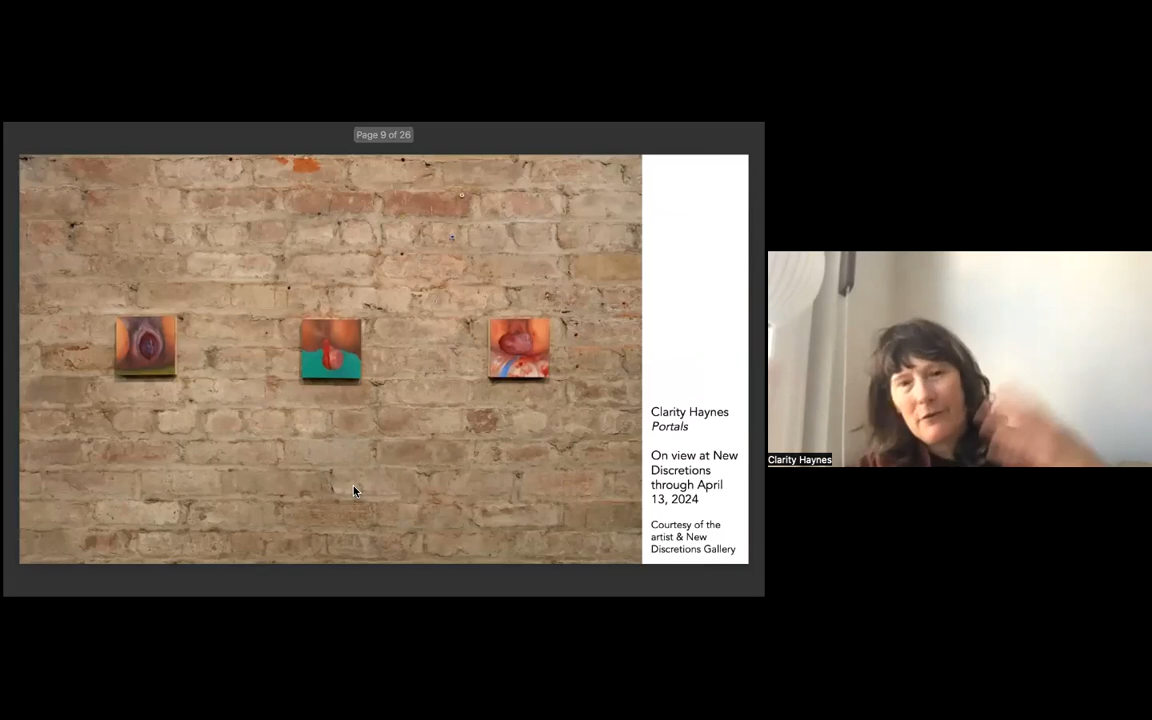 Page 9 of 26
Clarity Haynes
Portals
On view at New
Discretions
through April
13, 2024
Courtesy of the
artist & New
Discretions Gallery
Clarity Haynes